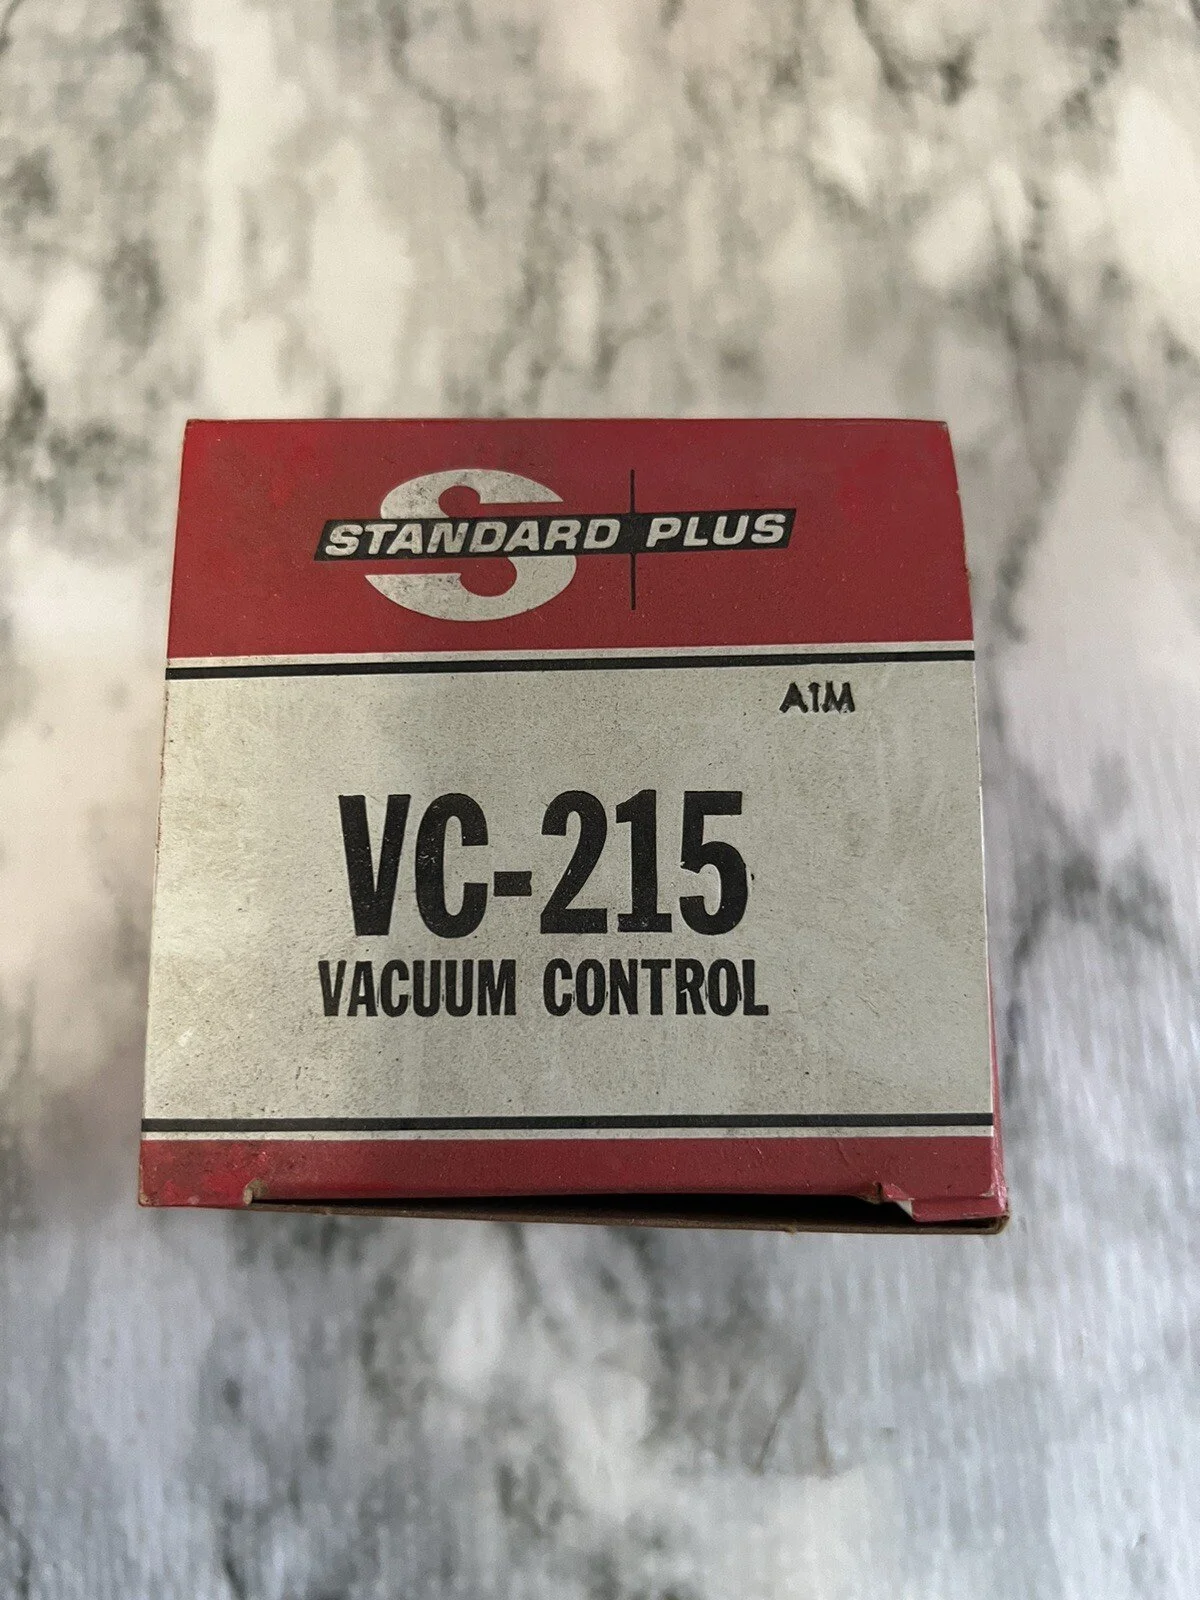 STANDARD PLUS
A1M
VC-215
VACUUM CONTROL